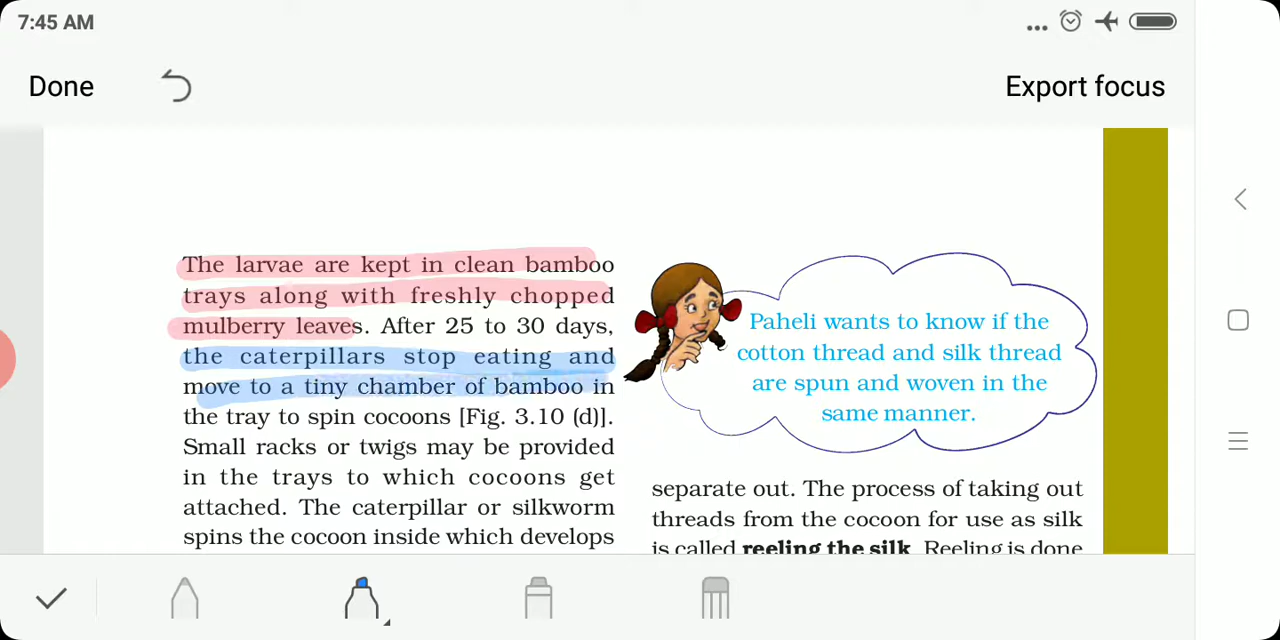 7:45 AM
Done
Export focus
The larvae are kept in clean bamboo
trays along with freshly chopped
mulberry leaves. After 25 to 30 days,
the caterpillars stop eating and
move to a tiny chamber of bamboo in
the tray to spin cocoons [Fig. 3.10 (d)].
Small racks or twigs may be provided
in the trays to which cocoons get
attached. The caterpillar or silkworm
spins the cocoon inside which develops
Paheli wants to know if the
cotton thread and silk thread
are spun and woven in the
same manner.
separate out. The process of taking out
threads from the cocoon for use as silk
is called reeling the silk. Reeling is done